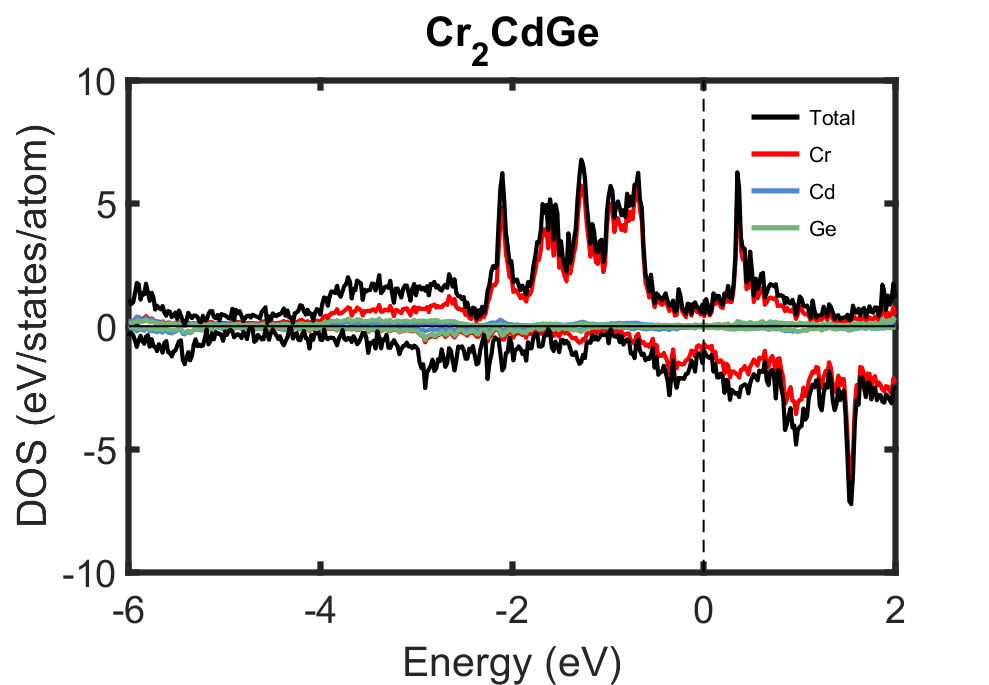 Cr2CdGe
10
5
0
-5
-10
DOS (eV/states/atom)
Total
Cr
Cd
Ge
-6 -4 -2 0 2
Energy (eV)